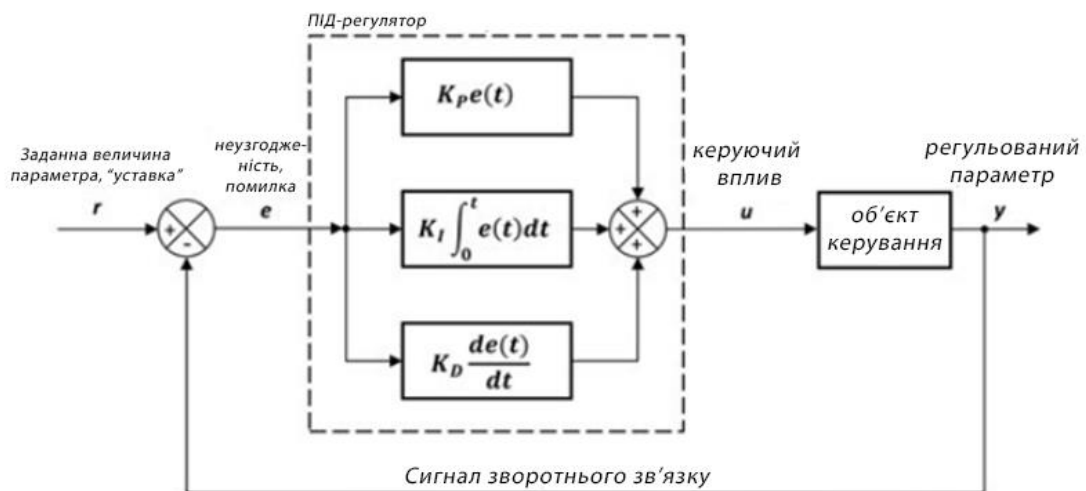 ПІД-регулятор
K_P e(t)
Заданна величина
параметра, “уставка”
r
+
-
неузгодже-
ність,
помилка
e
K_I ∫_0^t e(t)dt
K_D de(t)/dt
+
+
+
керуючий
вплив
u
об’єкт
керування
регульований
параметр
y
Сигнал зворотнього зв’язку